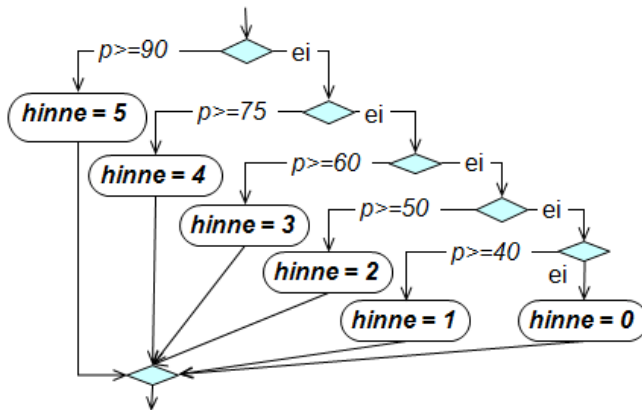 p>=90
ei
hinne = 5
p>=75
ei
hinne = 4
p>=60
ei
hinne = 3
p>=50
ei
hinne = 2
p>=40
ei
hinne = 1
hinne = 0